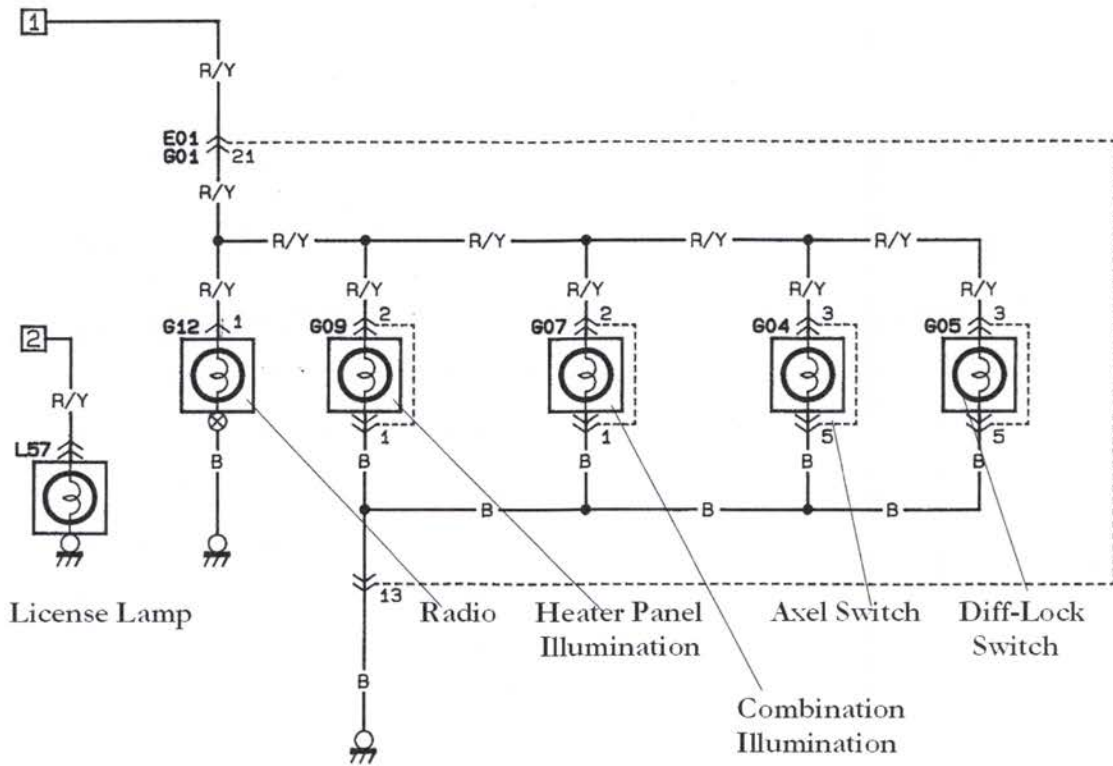 1
R/Y
E01
G01 21
R/Y
R/Y R/Y R/Y R/Y
R/Y R/Y R/Y R/Y R/Y
G12 1 G09 2 G07 2 G04 3 G05 3
2
R/Y
1 1 5 5
L57 B B B B B
B B B
13
License Lamp Radio Heater Panel Axel Switch Diff-Lock
Illumination Switch
B
Combination
Illumination